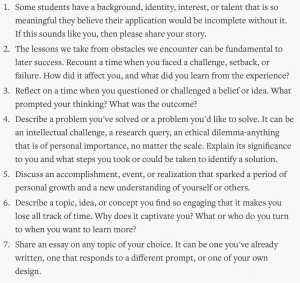 1. Some students have a background, identity, interest, or talent that is so
meaningful they believe their application would be incomplete without it.
If this sounds like you, then please share your story.
2. The lessons we take from obstacles we encounter can be fundamental to
later success. Recount a time when you faced a challenge, setback, or
failure. How did it affect you, and what did you learn from the experience?
3. Reflect on a time when you questioned or challenged a belief or idea. What
prompted your thinking? What was the outcome?
4. Describe a problem you've solved or a problem you'd like to solve. It can be
an intellectual challenge, a research query, an ethical dilemma-anything
that is of personal importance, no matter the scale. Explain its significance
to you and what steps you took or could be taken to identify a solution.
5. Discuss an accomplishment, event, or realization that sparked a period of
personal growth and a new understanding of yourself or others.
6. Describe a topic, idea, or concept you find so engaging that it makes you
lose all track of time. Why does it captivate you? What or who do you turn
to when you want to learn more?
7. Share an essay on any topic of your choice. It can be one you've already
written, one that responds to a different prompt, or one of your own
design.